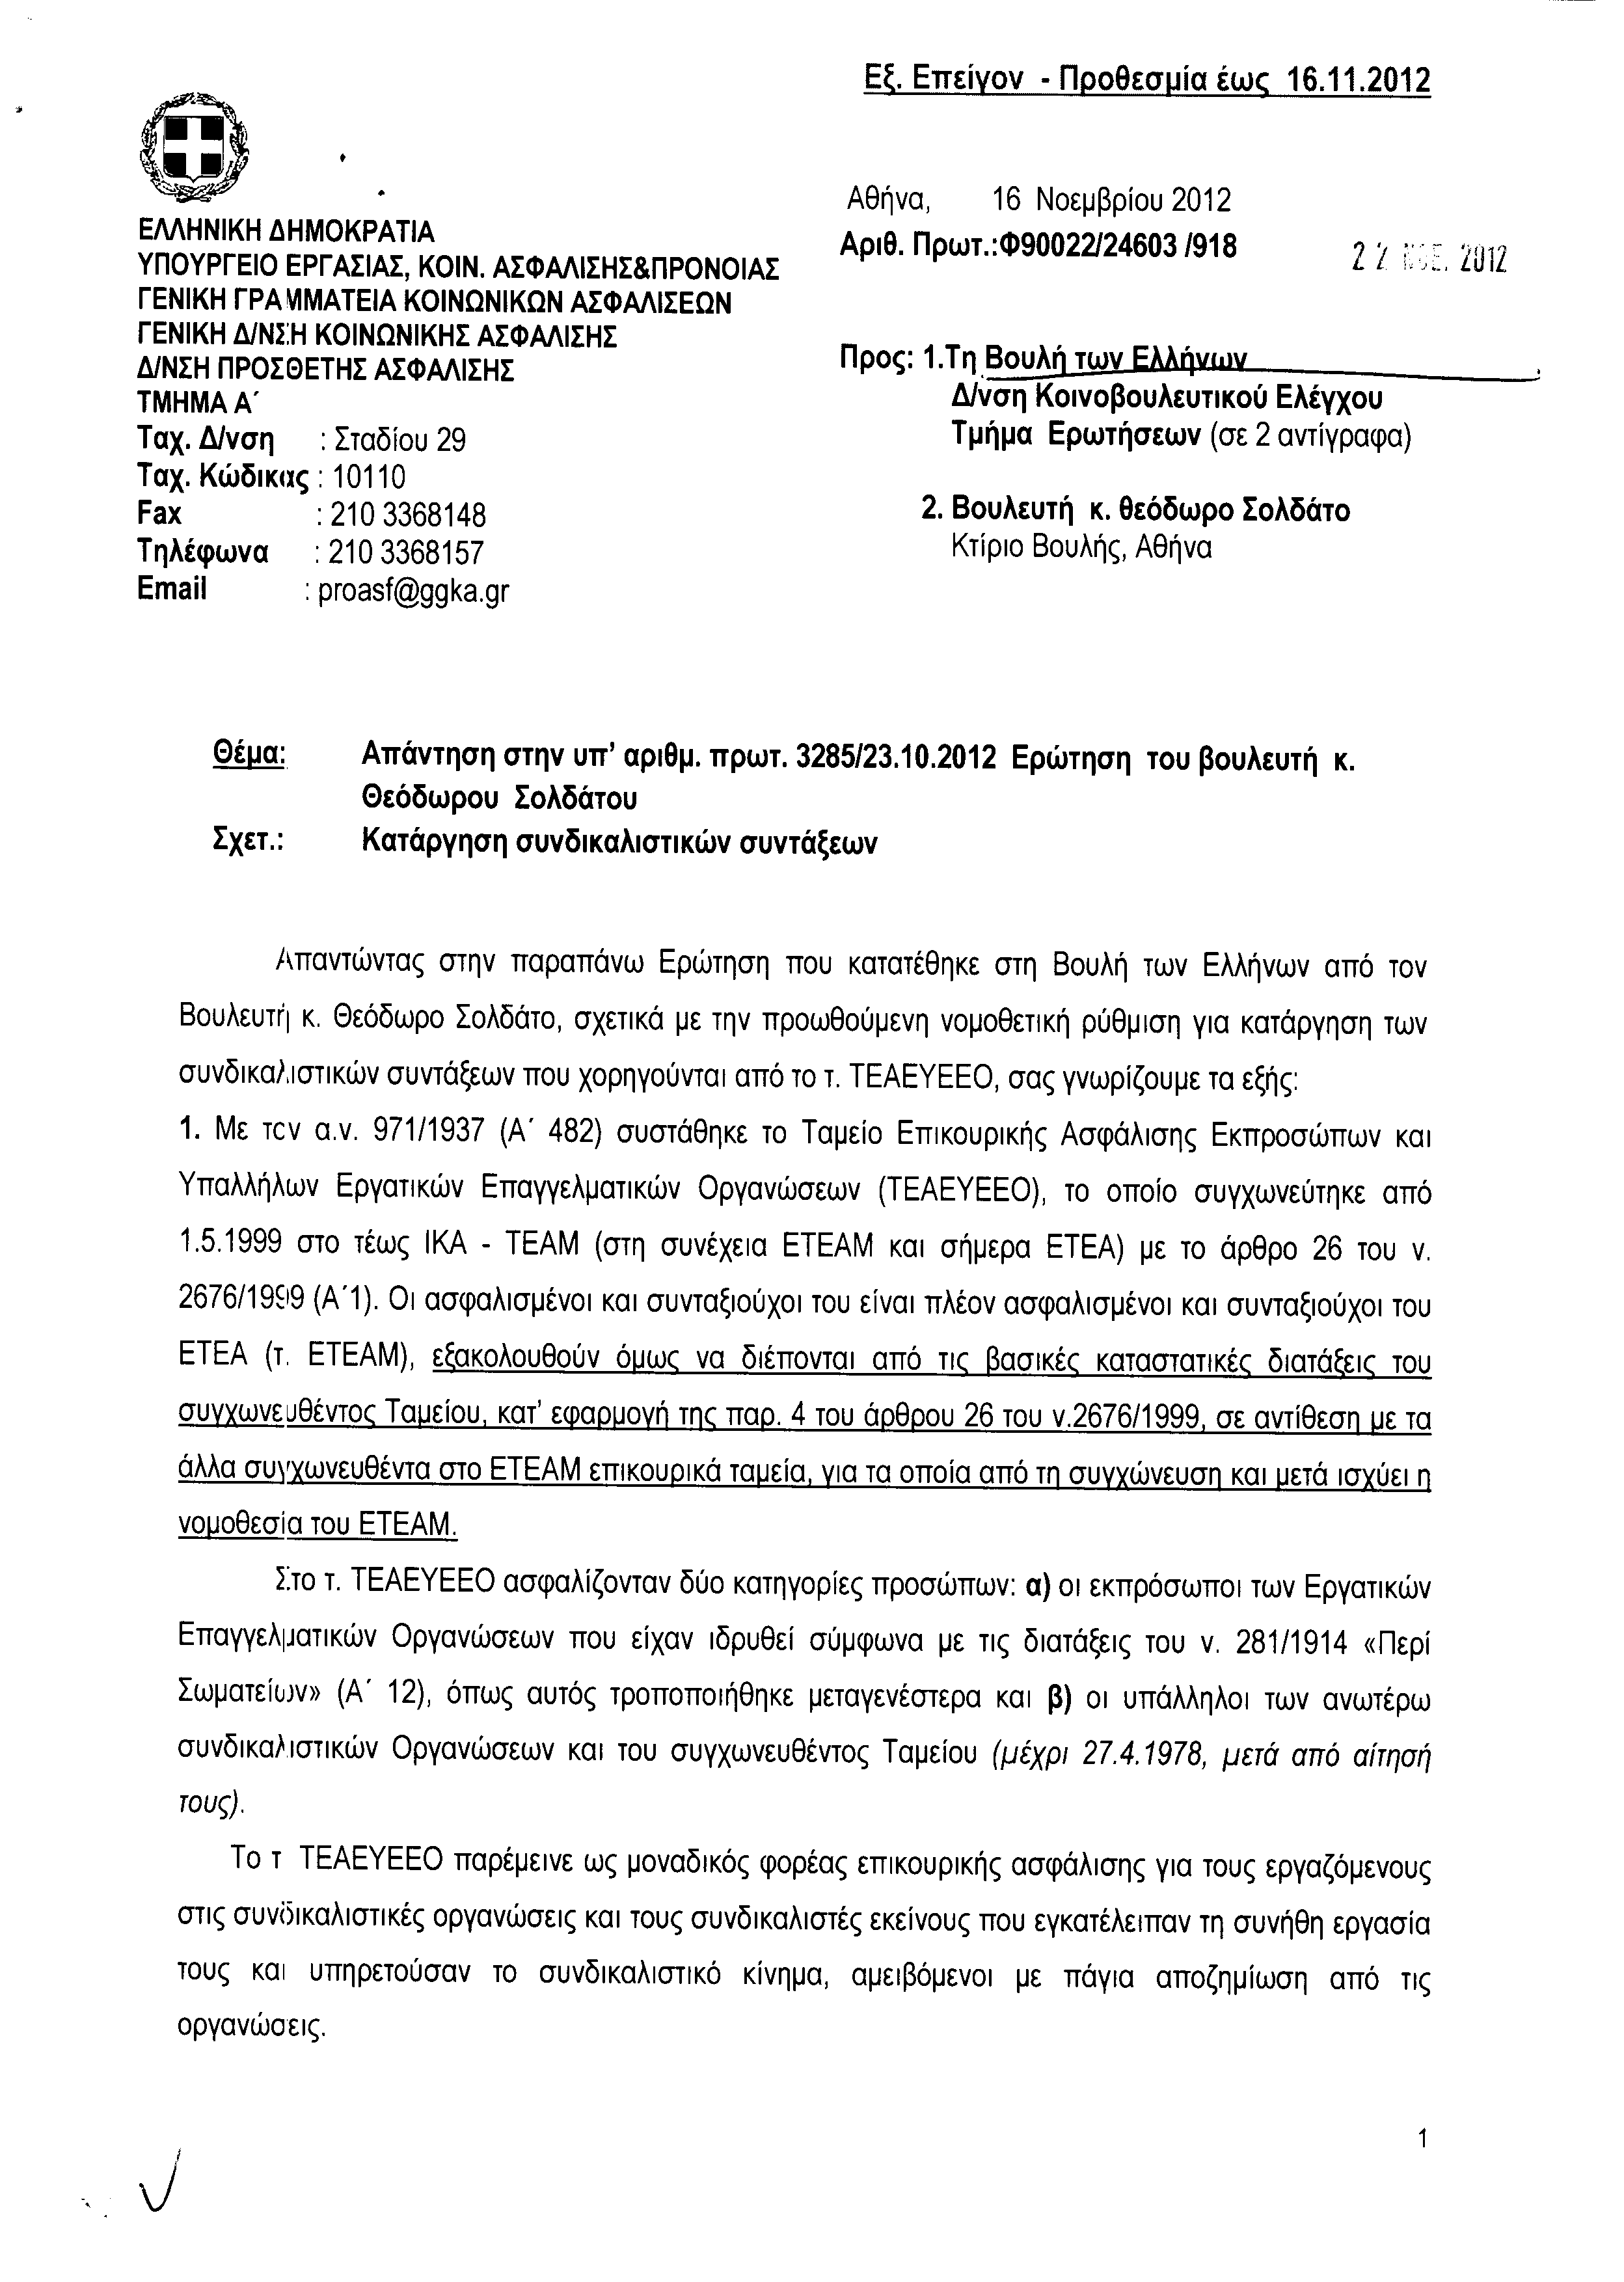 Εξ. Επείγον - Προθεσμία έως 16.11.2012
ΕΛΛΗΝΙΚΗ ΔΗΜΟΚΡΑΤΙΑ
ΥΠΟΥΡΓΕΙΟ ΕΡΓΑΣΙΑΣ, ΚΟΙΝ. ΑΣΦΑΛΙΣΗΣ&ΠΡΟΝΟΙΑΣ
ΓΕΝΙΚΗ ΓΡΑΜΜΑΤΕΙΑ ΚΟΙΝΩΝΙΚΩΝ ΑΣΦΑΛΙΣΕΩΝ
ΓΕΝΙΚΗ Δ/ΝΣΗ ΚΟΙΝΩΝΙΚΗΣ ΑΣΦΑΛΙΣΗΣ
Δ/ΝΣΗ ΠΡΟΣΘΕΤΗΣ ΑΣΦΑΛΙΣΗΣ
ΤΜΗΜΑ Α΄
Ταχ. Δ/νση : Σταδίου 29
Ταχ. Κώδικας : 10110
Fax : 210 3368148
Τηλέφωνα : 210 3368157
Email : proasf@ggka.gr
Αθήνα, 16 Νοεμβρίου 2012
Αριθ. Πρωτ.:Φ90022/24603 /918
22 ΝΟΕ. 2012
Προς: 1.Τη Βουλή των Ελλήνων
Δ/νση Κοινοβουλευτικού Ελέγχου
Τμήμα Ερωτήσεων (σε 2 αντίγραφα)
2. Βουλευτή κ. Θεόδωρο Σολδάτο
Κτίριο Βουλής, Αθήνα
Θέμα: Απάντηση στην υπ’ αριθμ. πρωτ. 3285/23.10.2012 Ερώτηση του βουλευτή κ.
Θεόδωρου Σολδάτου
Σχετ.: Κατάργηση συνδικαλιστικών συντάξεων
Απαντώντας στην παραπάνω Ερώτηση που κατατέθηκε στη Βουλή των Ελλήνων από τον
Βουλευτή κ. Θεόδωρο Σολδάτο, σχετικά με την προωθούμενη νομοθετική ρύθμιση για κατάργηση των
συνδικαλιστικών συντάξεων που χορηγούνται από το τ. ΤΕΑΕΥΕΕΟ, σας γνωρίζουμε τα εξής:
1. Με τον α.ν. 971/1937 (Α΄ 482) συστάθηκε το Ταμείο Επικουρικής Ασφάλισης Εκπροσώπων και
Υπαλλήλων Εργατικών Επαγγελματικών Οργανώσεων (ΤΕΑΕΥΕΕΟ), το οποίο συγχωνεύτηκε από
1.5.1999 στο τέως ΙΚΑ - ΤΕΑΜ (στη συνέχεια ΕΤΕΑΜ και σήμερα ΕΤΕΑ) με το άρθρο 26 του ν.
2676/1999 (Α΄1). Οι ασφαλισμένοι και συνταξιούχοι του είναι πλέον ασφαλισμένοι και συνταξιούχοι του
ΕΤΕΑ (τ. ΕΤΕΑΜ), εξακολουθούν όμως να διέπονται από τις βασικές καταστατικές διατάξεις του
συγχωνευθέντος Ταμείου, κατ’ εφαρμογή της παρ. 4 του άρθρου 26 του ν.2676/1999, σε αντίθεση με τα
άλλα συγχωνευθέντα στο ΕΤΕΑΜ επικουρικά ταμεία, για τα οποία από τη συγχώνευση και μετά ισχύει η
νομοθεσία του ΕΤΕΑΜ.
Στο τ. ΤΕΑΕΥΕΕΟ ασφαλίζονταν δύο κατηγορίες προσώπων: α) οι εκπρόσωποι των Εργατικών
Επαγγελματικών Οργανώσεων που είχαν ιδρυθεί σύμφωνα με τις διατάξεις του ν. 281/1914 «Περί
Σωματείων» (Α΄ 12), όπως αυτός τροποποιήθηκε μεταγενέστερα και β) οι υπάλληλοι των ανωτέρω
συνδικαλιστικών Οργανώσεων και του συγχωνευθέντος Ταμείου (μέχρι 27.4.1978, μετά από αίτησή
τους).
Το τ ΤΕΑΕΥΕΕΟ παρέμεινε ως μοναδικός φορέας επικουρικής ασφάλισης για τους εργαζόμενους
στις συνδικαλιστικές οργανώσεις και τους συνδικαλιστές εκείνους που εγκατέλειπαν τη συνήθη εργασία
τους και υπηρετούσαν το συνδικαλιστικό κίνημα, αμειβόμενοι με πάγια αποζημίωση από τις
οργανώσεις.
1